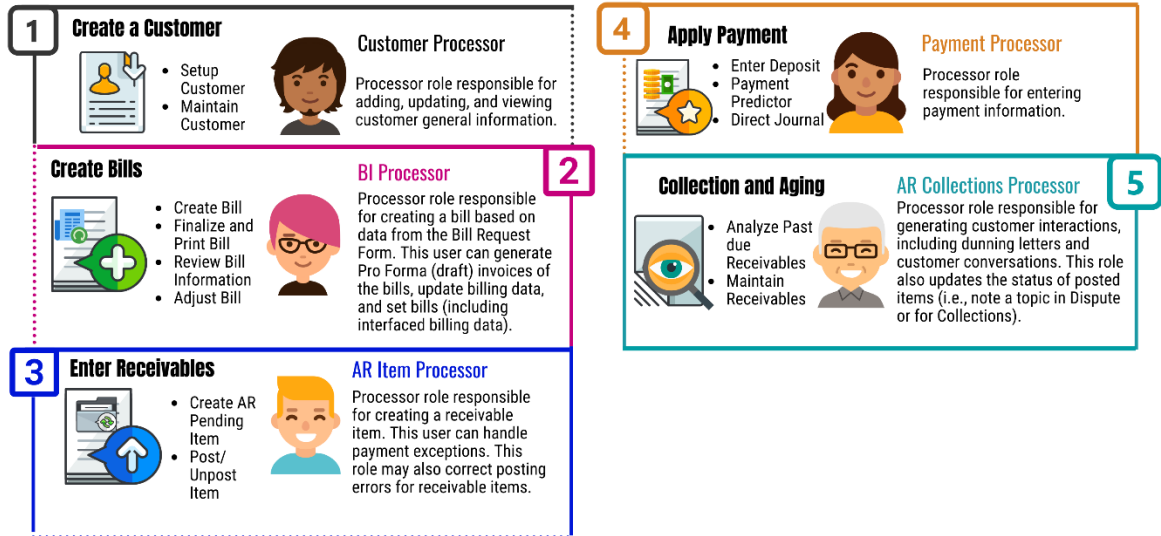 1
Create a Customer
• Setup
Customer
• Maintain
Customer
Customer Processor
Processor role responsible for
adding, updating, and viewing
customer general information.
2
Create Bills
• Create Bill
• Finalize and
Print Bill
• Review Bill
Information
• Adjust Bill
BI Processor
Processor role responsible
for creating a bill based on
data from the Bill Request
Form. This user can generate
Pro Forma (draft) invoices of
the bills, update billing data,
and set bills (including
interfaced billing data).
3
Enter Receivables
• Create AR
Pending
Item
• Post/
Unpost
Item
AR Item Processor
Processor role responsible
for creating a receivable
item. This user can handle
payment exceptions. This
role may also correct posting
errors for receivable items.
4
Apply Payment
• Enter Deposit
• Payment
Predictor
• Direct Journal
Payment Processor
Processor role
responsible for entering
payment information.
5
Collection and Aging
• Analyze Past
due
Receivables
• Maintain
Receivables
AR Collections Processor
Processor role responsible for
generating customer interactions,
including dunning letters and
customer conversations. This role
also updates the status of posted
items (i.e., note a topic in Dispute
or for Collections).